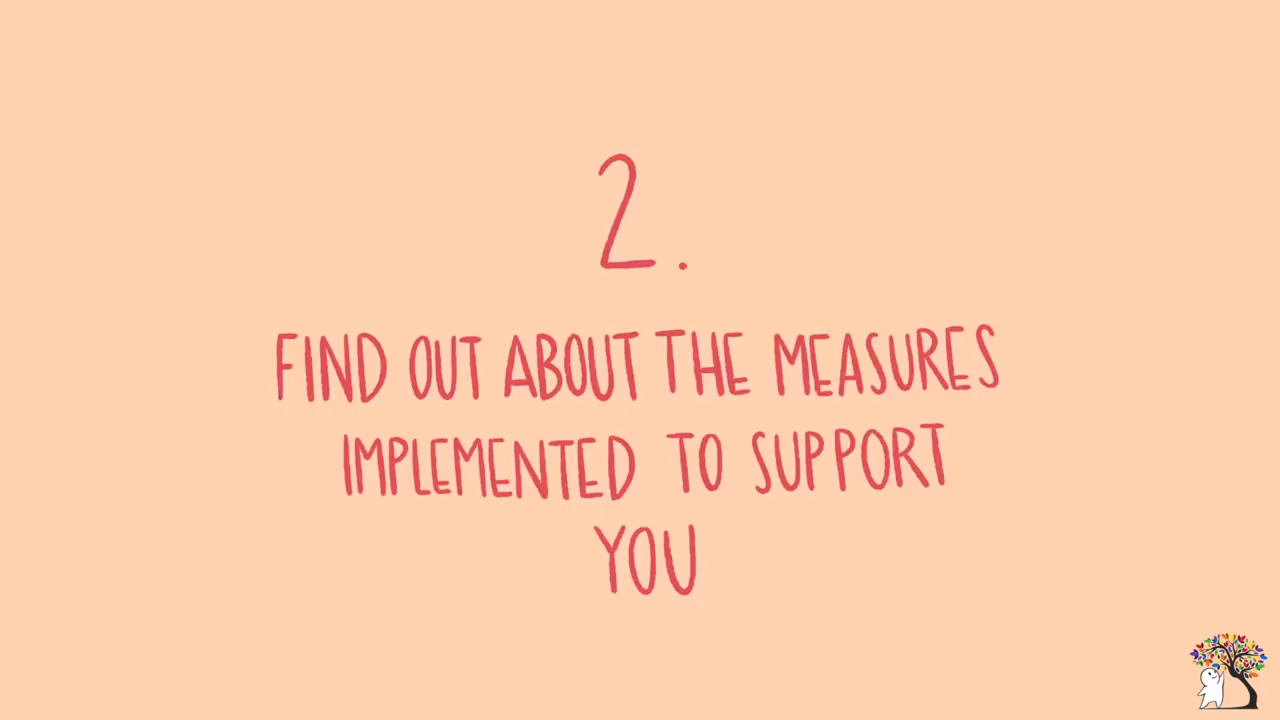 2.
FIND OUT ABOUT THE MEASURES
IMPLEMENTED TO SUPPORT
YOU